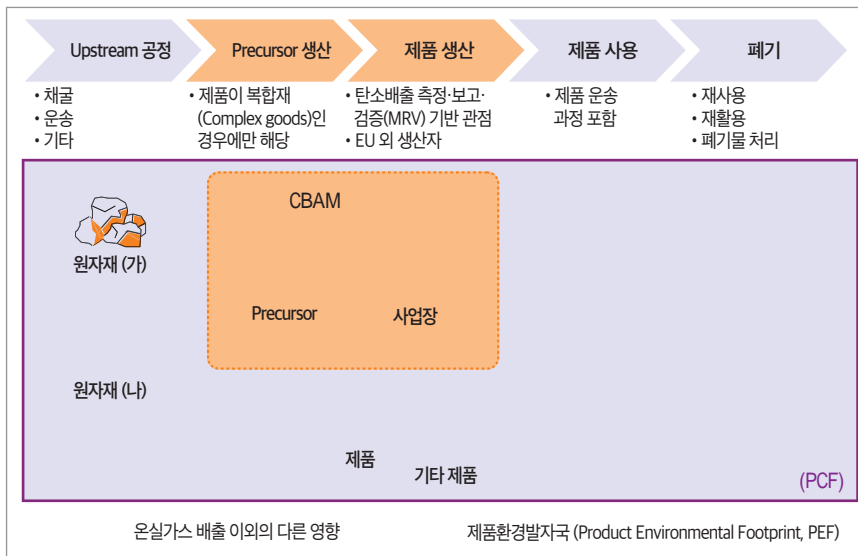 Upstream 공정
Precursor 생산
제품 생산
제품 사용
폐기
• 채굴
• 운송
• 기타
• 제품이 복합재
(Complex goods)인
경우에만 해당
• 탄소배출 측정·보고·
검증(MRV) 기반 관점
• EU 외 생산자
• 제품 운송
과정 포함
• 재사용
• 재활용
• 폐기물 처리
CBAM
원자재 (가)
Precursor
사업장
원자재 (나)
제품
기타 제품
(PCF)
온실가스 배출 이외의 다른 영향
제품환경발자국 (Product Environmental Footprint, PEF)